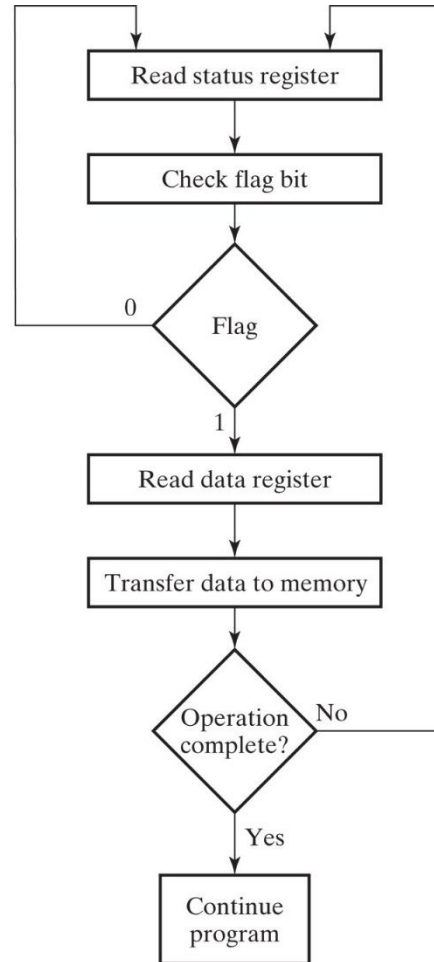 Read status register
Check flag bit
0
Flag
1
Read data register
Transfer data to memory
Operation
complete?
No
Yes
Continue
program